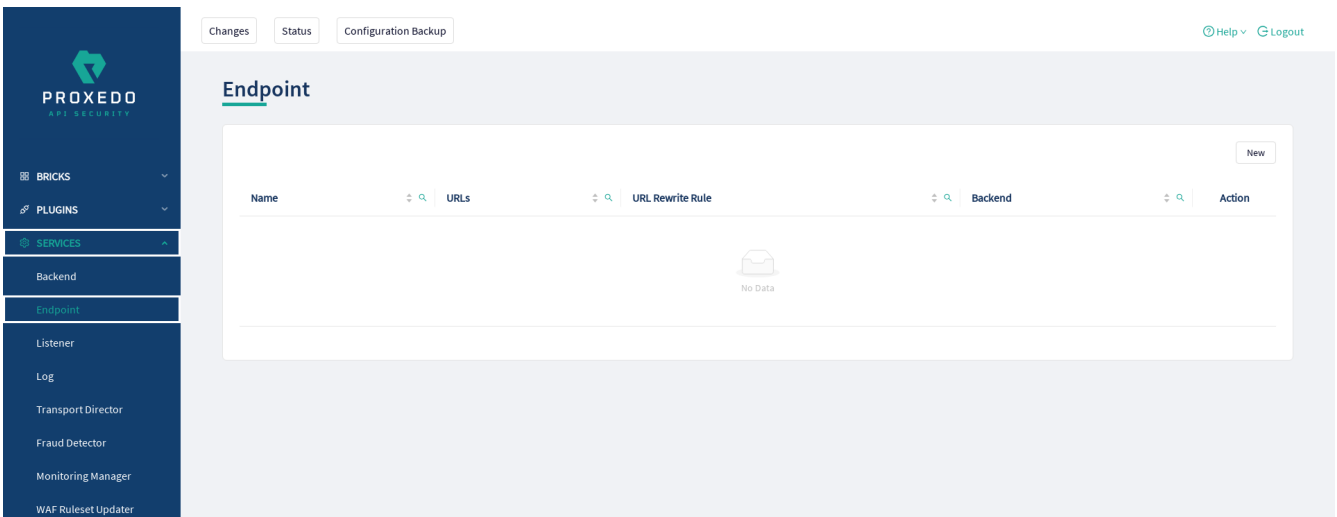 Changes Status Configuration Backup Help Logout
PROXEDO
API SECURITY
Endpoint
New
Name URLs URL Rewrite Rule Backend Action
No Data
BRICKS
PLUGINS
SERVICES
Backend
Endpoint
Listener
Log
Transport Director
Fraud Detector
Monitoring Manager
WAF Ruleset Updater